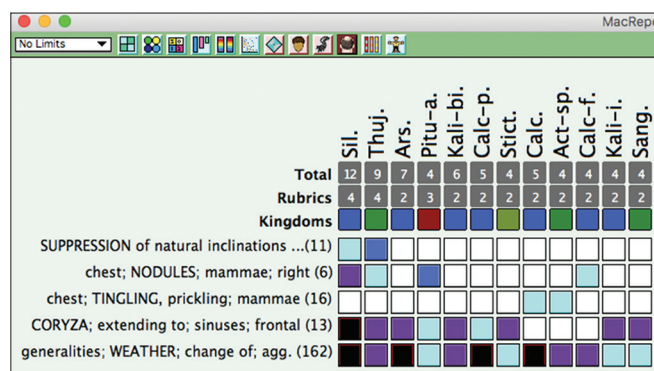 MacRepe
No Limits
Sil. Thuj. Ars. Pitu-a. Kali-bi. Calc-p. Stict. Calc. Act-sp. Calc-f. Kali-i. Sang.
Total 12 9 7 4 6 5 4 5 4 4 4 4
Rubrics 4 4 2 3 2 2 2 2 2 2 2 2
Kingdoms
SUPPRESSION of natural inclinations ...(11)
chest; NODULES; mammae; right (6)
chest; TINGLING, prickling; mammae (16)
CORYZA; extending to; sinuses; frontal (13)
generalities; WEATHER; change of; agg. (162)